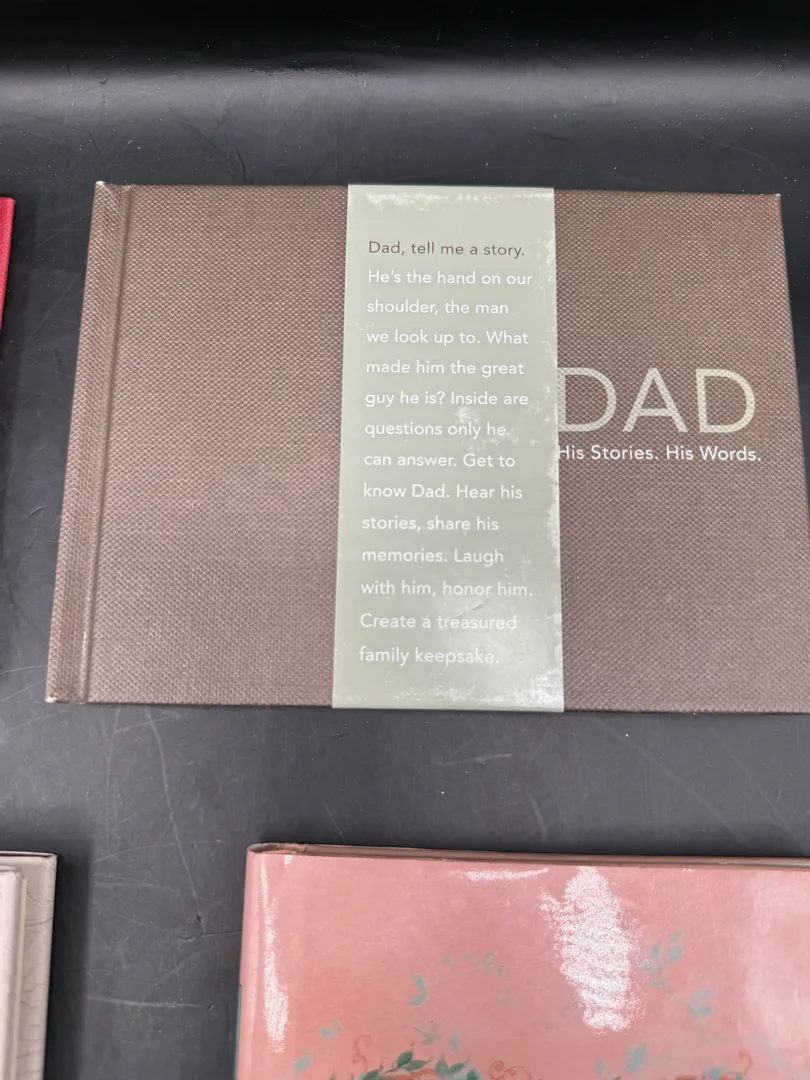 Dad, tell me a story.
He's the hand on our
shoulder, the man
we look up to. What
made him the great
guy he is? Inside are
questions only he
can answer. Get to
know Dad. Hear his
stories, share his
memories. Laugh
with him, honor him.
Create a treasured
family keepsake.
DAD
His Stories. His Words.